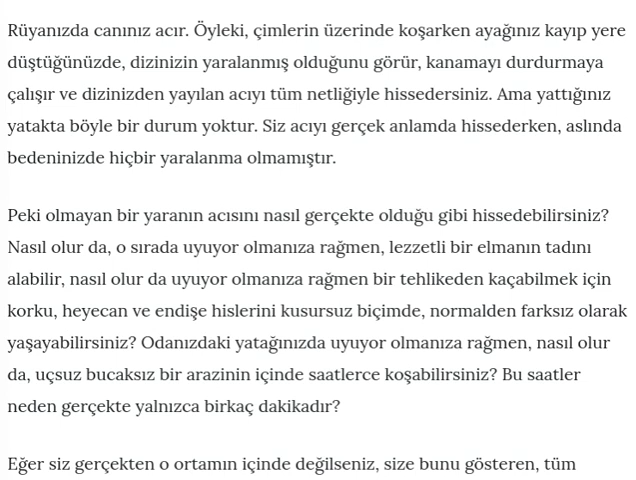 Rüyanızda canınız acır. Öyleki, çimlerin üzerinde koşarken ayağınız kayıp yere
düştüğünüzde, dizinizin yaralanmış olduğunu görür, kanamayı durdurmaya
çalışır ve dizinizden yayılan acıyı tüm netliğiyle hissedersiniz. Ama yattığınız
yatakta böyle bir durum yoktur. Siz acıyı gerçek anlamda hissederken, aslında
bedeninizde hiçbir yaralanma olmamıştır.
Peki olmayan bir yaranın acısını nasıl gerçekte olduğu gibi hissedebilirsiniz?
Nasıl olur da, o sırada uyuyor olmanıza rağmen, lezzetli bir elmanın tadını
alabilir, nasıl olur da uyuyor olmanıza rağmen bir tehlikeden kaçabilmek için
korku, heyecan ve endişe hislerini kusursuz biçimde, normalden farksız olarak
yaşayabilirsiniz? Odanızdaki yatağınızda uyuyor olmanıza rağmen, nasıl olur
da, uçsuz bucaksız bir arazinin içinde saatlerce koşabilirsiniz? Bu saatler
neden gerçekte yalnızca birkaç dakikadır?
Eğer siz gerçekten o ortamın içinde değilseniz, size bunu gösteren, tüm